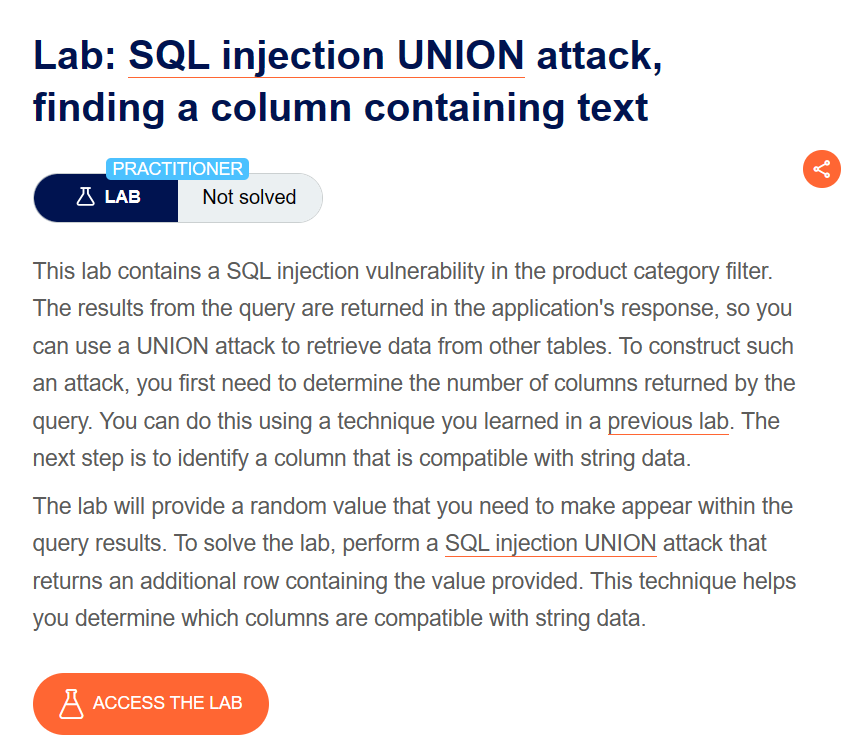 Lab: SQL injection UNION attack,
finding a column containing text
PRACTITIONER
LAB
Not solved
This lab contains a SQL injection vulnerability in the product category filter.
The results from the query are returned in the application's response, so you
can use a UNION attack to retrieve data from other tables. To construct such
an attack, you first need to determine the number of columns returned by the
query. You can do this using a technique you learned in a previous lab. The
next step is to identify a column that is compatible with string data.
The lab will provide a random value that you need to make appear within the
query results. To solve the lab, perform a SQL injection UNION attack that
returns an additional row containing the value provided. This technique helps
you determine which columns are compatible with string data.
ACCESS THE LAB